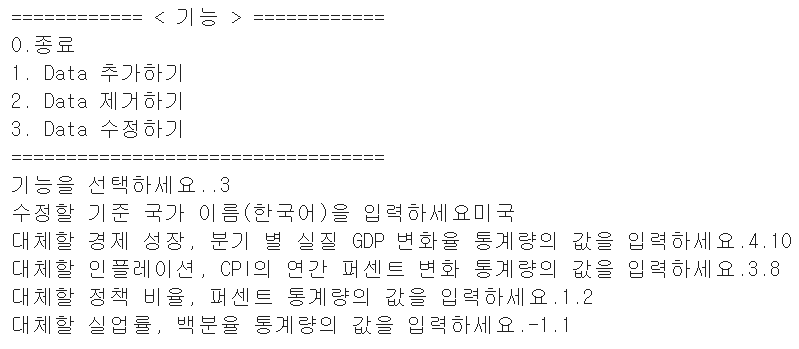 ============ < 기능 > ============
0.종료
1. Data 추가하기
2. Data 제거하기
3. Data 수정하기
==================================
기능을 선택하세요..3
수정할 기준 국가 이름(한국어)을 입력하세요미국
대체할 경제 성장, 분기 별 실질 GDP 변화율 통계량의 값을 입력하세요.4.10
대체할 인플레이션, CPI의 연간 퍼센트 변화 통계량의 값을 입력하세요.3.8
대체할 정책 비율, 퍼센트 통계량의 값을 입력하세요.1.2
대체할 실업률, 백분율 통계량의 값을 입력하세요.-1.1